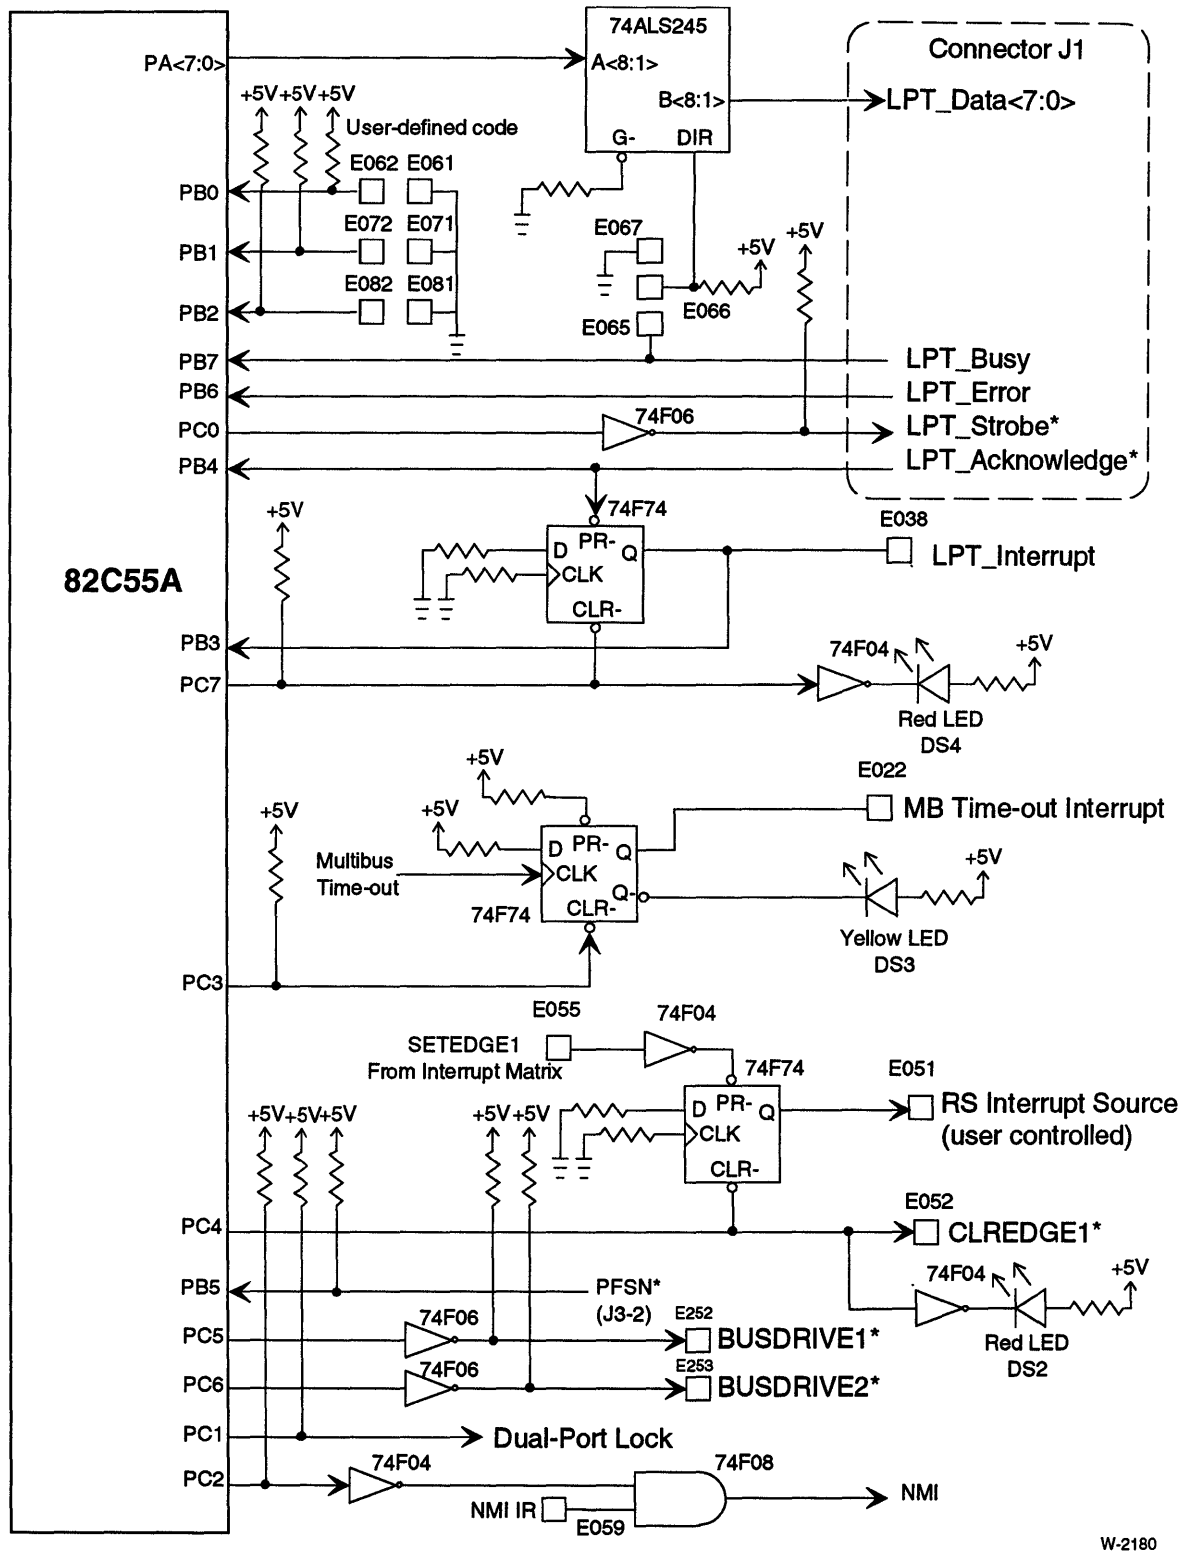 74ALS245
Connector J1
PA<7:0>
A<8:1>
B<8:1>
LPT_Data<7:0>
+5V +5V +5V
User-defined code
G-
DIR
E062 E061
PB0
E072 E071
E067
+5V
+5V
PB1
E082 E081
E066
PB2
E065
PB7
LPT_Busy
PB6
LPT_Error
74F06
PC0
LPT_Strobe*
PB4
LPT_Acknowledge*
+5V
74F74
E038
PR-
D
Q
LPT_Interrupt
CLK
82C55A
CLR-
PB3
74F04
+5V
PC7
Red LED
DS4
+5V
E022
+5V
+5V
MB Time-out Interrupt
PR-
D
Q
Multibus
Time-out
CLK
+5V
Q-
CLR-
74F74
Yellow LED
DS3
PC3
E055
74F04
SETEDGE1
From Interrupt Matrix
74F74
E051
+5V +5V +5V
+5V +5V
D
PR-
Q
RS Interrupt Source
(user controlled)
CLK
CLR-
E052
PC4
CLREDGE1*
74F04
+5V
PB5
PFSN*
(J3-2)
Red LED
DS2
74F06
E252
PC5
BUSDRIVE1*
74F06
E253
PC6
BUSDRIVE2*
PC1
Dual-Port Lock
74F04
74F08
PC2
NMI
NMI IR
E059
W-2180